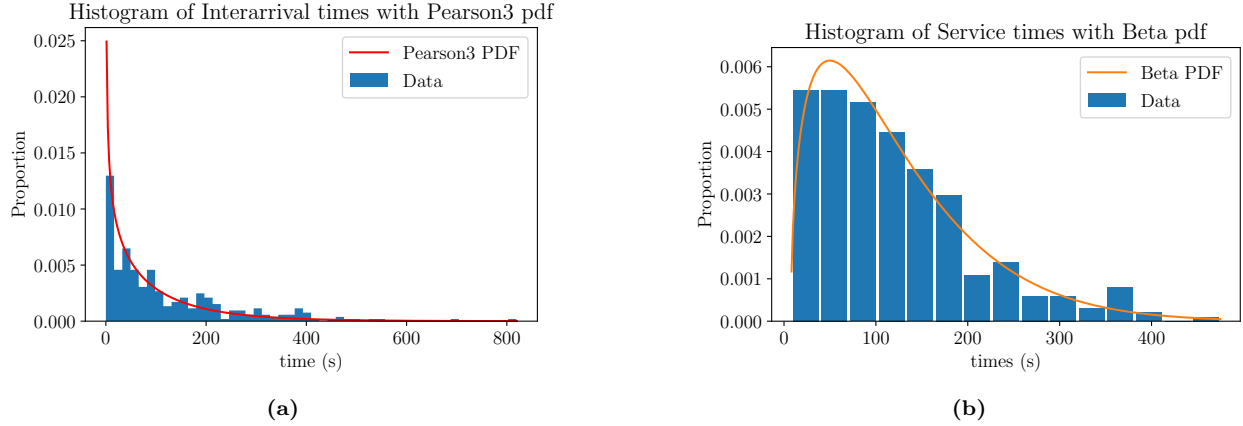 Histogram of Interarrival times with Pearson3 pdf
0.025
0.020
0.015
0.010
0.005
0.000
Proportion
Pearson3 PDF
Data
0
200
400
600
800
time (s)
(a)
Histogram of Service times with Beta pdf
0.006
0.005
0.004
0.003
0.002
0.001
0.000
Proportion
Beta PDF
Data
0
100
200
300
400
times (s)
(b)